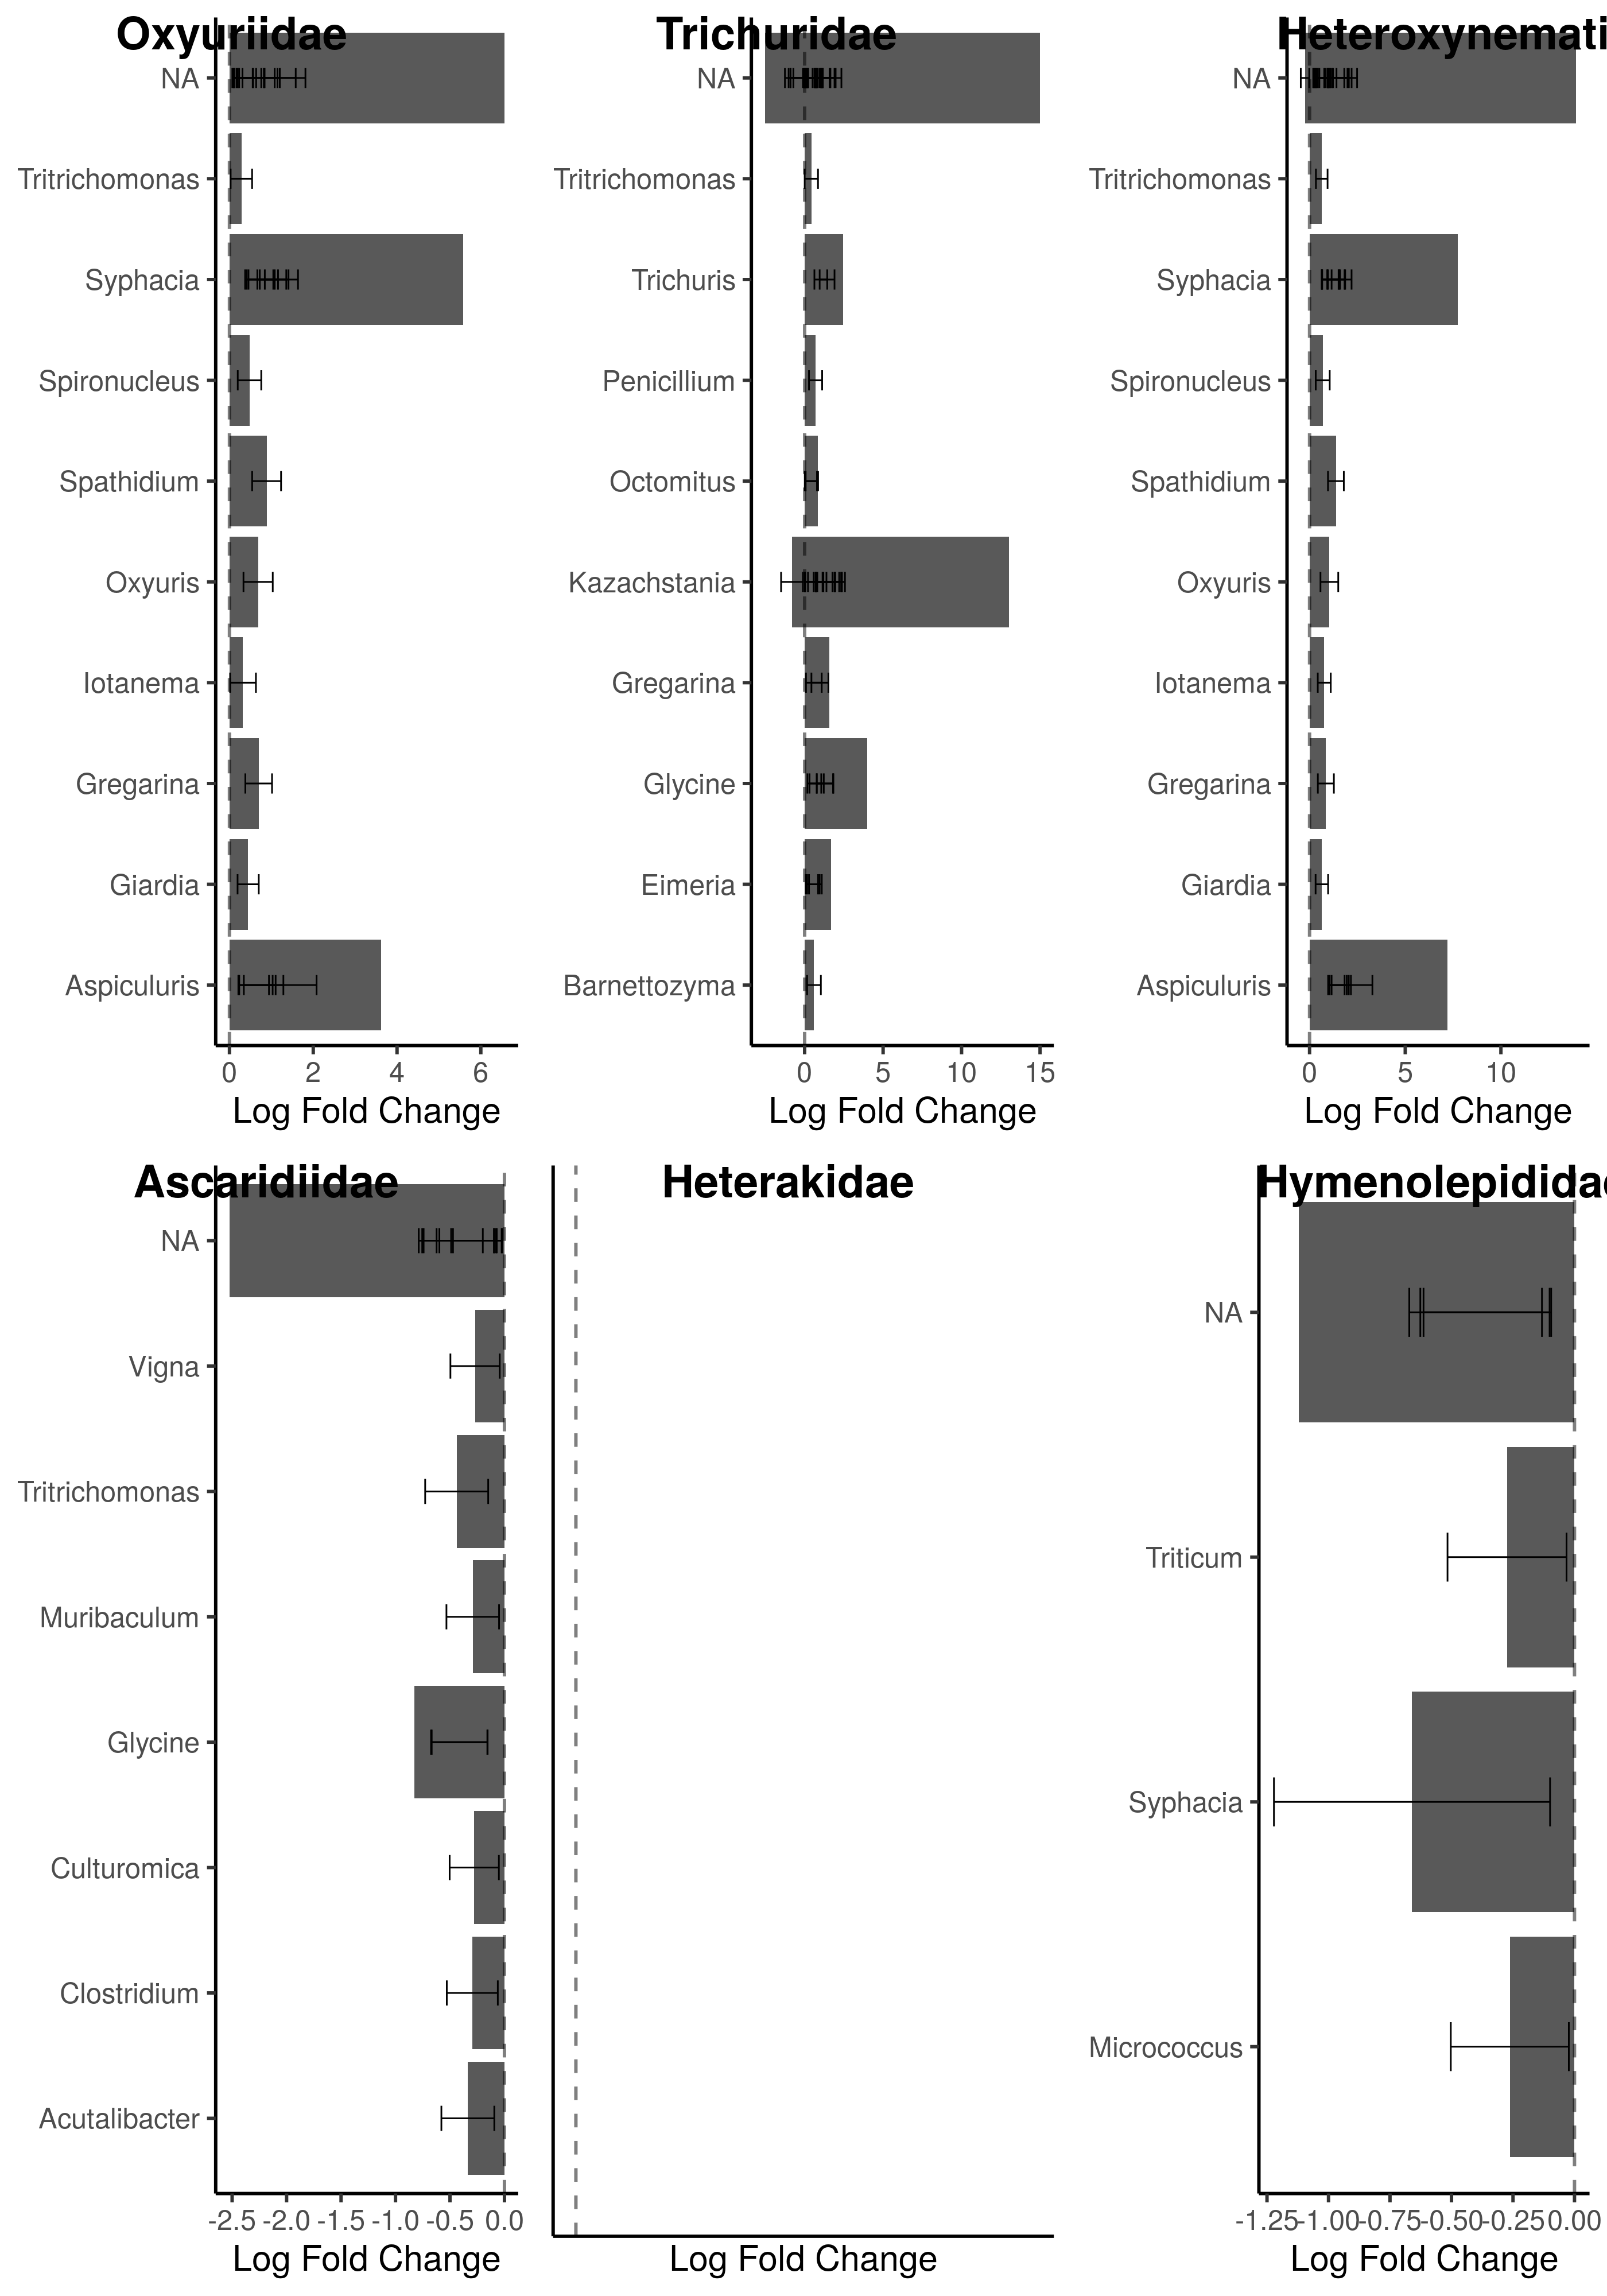 Oxyuriidae
NA
Tritrichomonas
Syphacia
Spironucleus
Spathidium
Oxyuris
Iotanema
Gregarina
Giardia
Aspiculuris
0 2 4 6
Log Fold Change
Trichuridae
NA
Tritrichomonas
Trichuris
Penicillium
Octomitus
Kazachstania
Gregarina
Glycine
Eimeria
Barnettozyma
0 5 10 15
Log Fold Change
Heteroxynemati
NA
Tritrichomonas
Syphacia
Spironucleus
Spathidium
Oxyuris
Iotanema
Gregarina
Giardia
Aspiculuris
0 5 10
Log Fold Change
Ascaridiidae
NA
Vigna
Tritrichomonas
Muribaculum
Glycine
Culturomica
Clostridium
Acutalibacter
-2.5 -2.0 -1.5 -1.0 -0.5 0.0
Log Fold Change
Heterakidae
Log Fold Change
Hymenolepididae
NA
Triticum
Syphacia
Micrococcus
-1.25 -1.00 -0.75 -0.50 -0.25 0.00
Log Fold Change